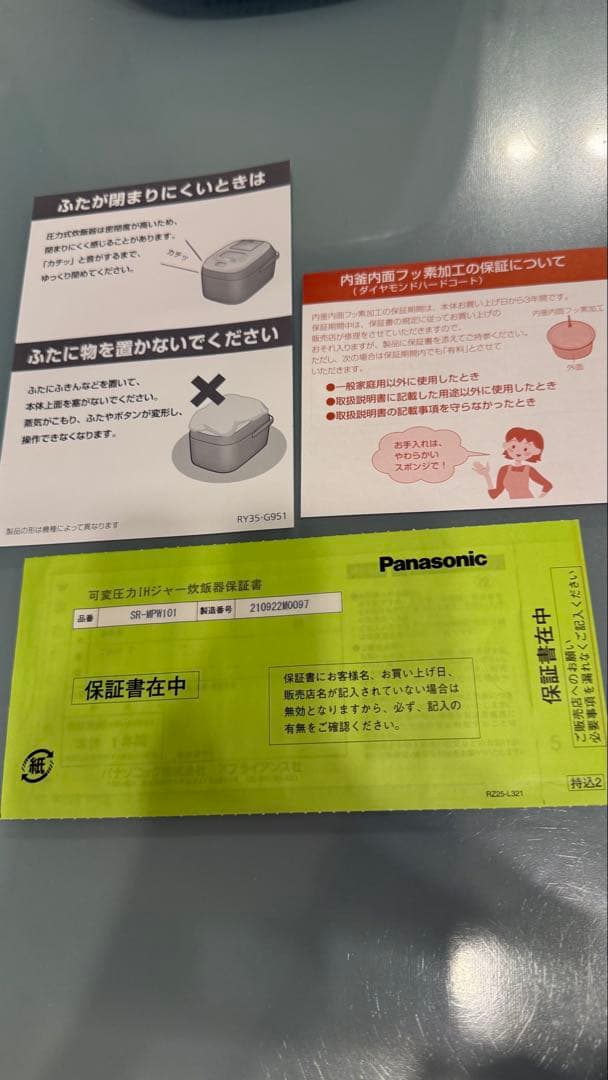 ふたが閉まりにくいときは
圧力式炊飯器は密閉度が高いため、
閉まりにくく感じることがあります。
「カチッ」と音がするまで、
ゆっくり閉めてください。
カチッ
ふたに物を置かないでください
ふたにふきんなどを置いて、
本体上面を塞がないでください。
蒸気がこもり、ふたやボタンが変形し、
操作できなくなります。
製品の形は機種によって異なります
RY35-G951
内釜内面フッ素加工の保証について
(ダイヤモンドハードコート)
内釜内面フッ素加工の保証期間は、本体お買い上げ日から3年間です。
保証期間中は、保証書の規定に従ってお買い上げの
販売店が修理をさせていただきますので、
おそれ入りますが、製品に保証書を添えてご持参ください。
ただし、次の場合は保証期間内でも「有料」とさせて
いただきます。
●一般家庭用以外に使用したとき
●取扱説明書に記載した用途以外に使用したとき
●取扱説明書の記載事項を守らなかったとき
内釜内面フッ素加工
外面
お手入れは、
やわらかい
スポンジで!
Panasonic
可変圧力IHジャー炊飯器保証書
品番 SR-MPW101 製造番号 210922M0097
保証書在中
保証書にお客様名、お買い上げ日、
販売店名が記入されていない場合は
無効となりますから、必ず、記入の
有無をご確認ください。
紙
RZ25-L321
保証書在中
ご販売店へのお願い
必要事項を漏れなくご記入ください
持込2